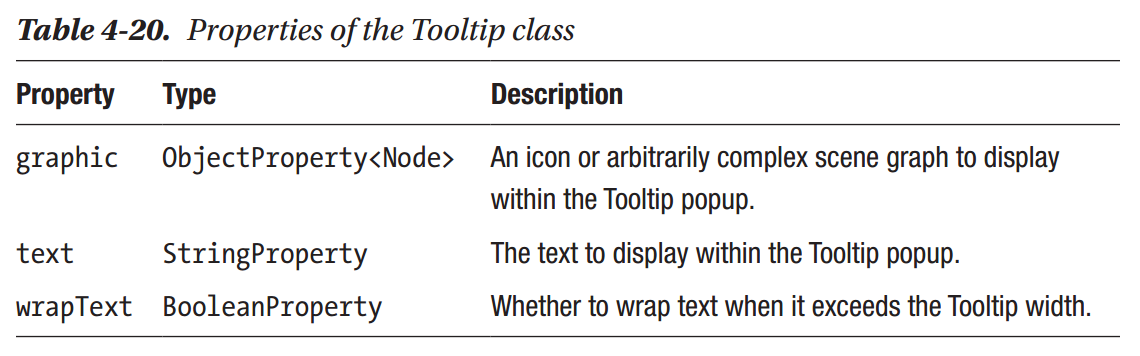 Table 4-20. Properties of the Tooltip class
Property Type Description
graphic ObjectProperty<Node> An icon or arbitrarily complex scene graph to display
within the Tooltip popup.
text StringProperty The text to display within the Tooltip popup.
wrapText BooleanProperty Whether to wrap text when it exceeds the Tooltip width.